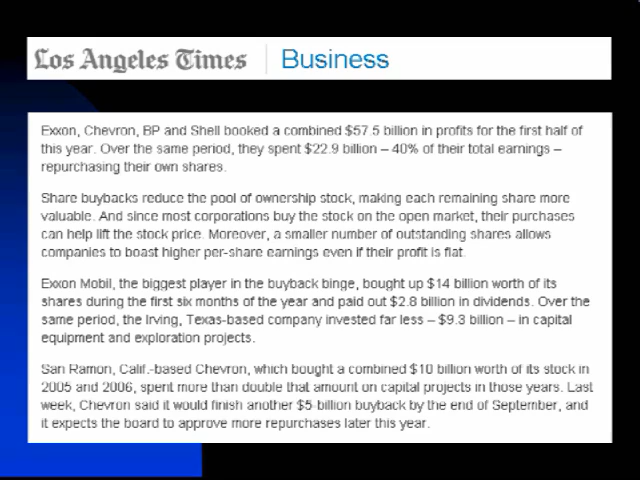 Los Angeles Times Business
Exxon, Chevron, BP and Shell booked a combined $57.5 billion in profits for the first half of
this year. Over the same period, they spent $22.9 billion – 40% of their total earnings –
repurchasing their own shares.
Share buybacks reduce the pool of ownership stock, making each remaining share more
valuable. And since most corporations buy the stock on the open market, their purchases
can help lift the stock price. Moreover, a smaller number of outstanding shares allows
companies to boast higher per-share earnings even if their profit is flat.
Exxon Mobil, the biggest player in the buyback binge, bought up $14 billion worth of its
shares during the first six months of the year and paid out $2.8 billion in dividends. Over the
same period, the Irving, Texas-based company invested far less – $9.3 billion – in capital
equipment and exploration projects.
San Ramon, Calif.-based Chevron, which bought a combined $10 billion worth of its stock in
2005 and 2006, spent more than double that amount on capital projects in those years. Last
week, Chevron said it would finish another $5-billion buyback by the end of September, and
it expects the board to approve more repurchases later this year.